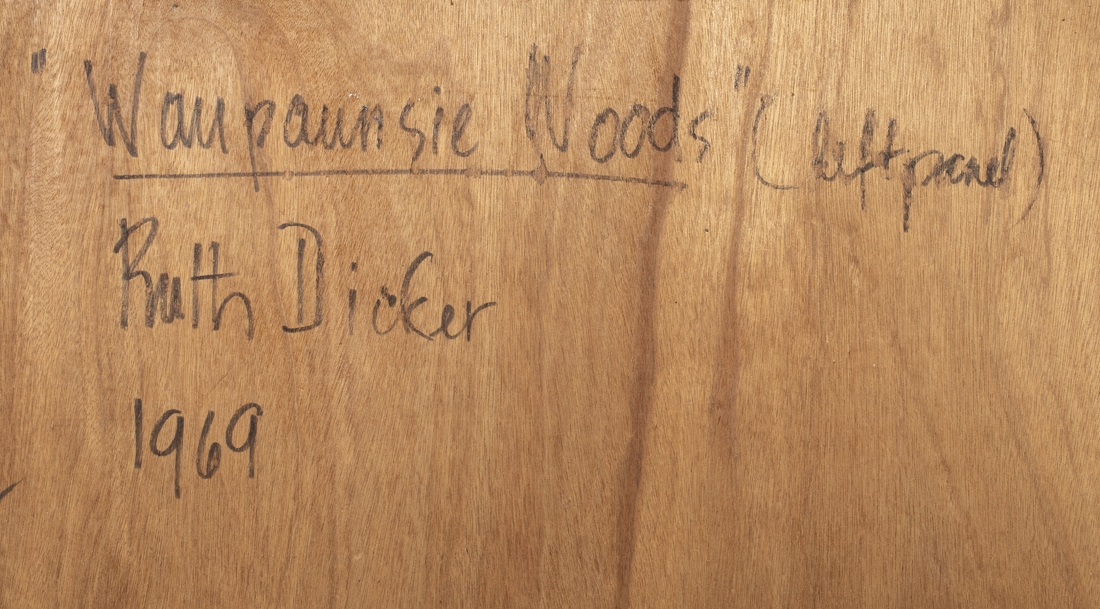 "Waupaunsie Woods" (left panel)
Ruth Dicker
1969